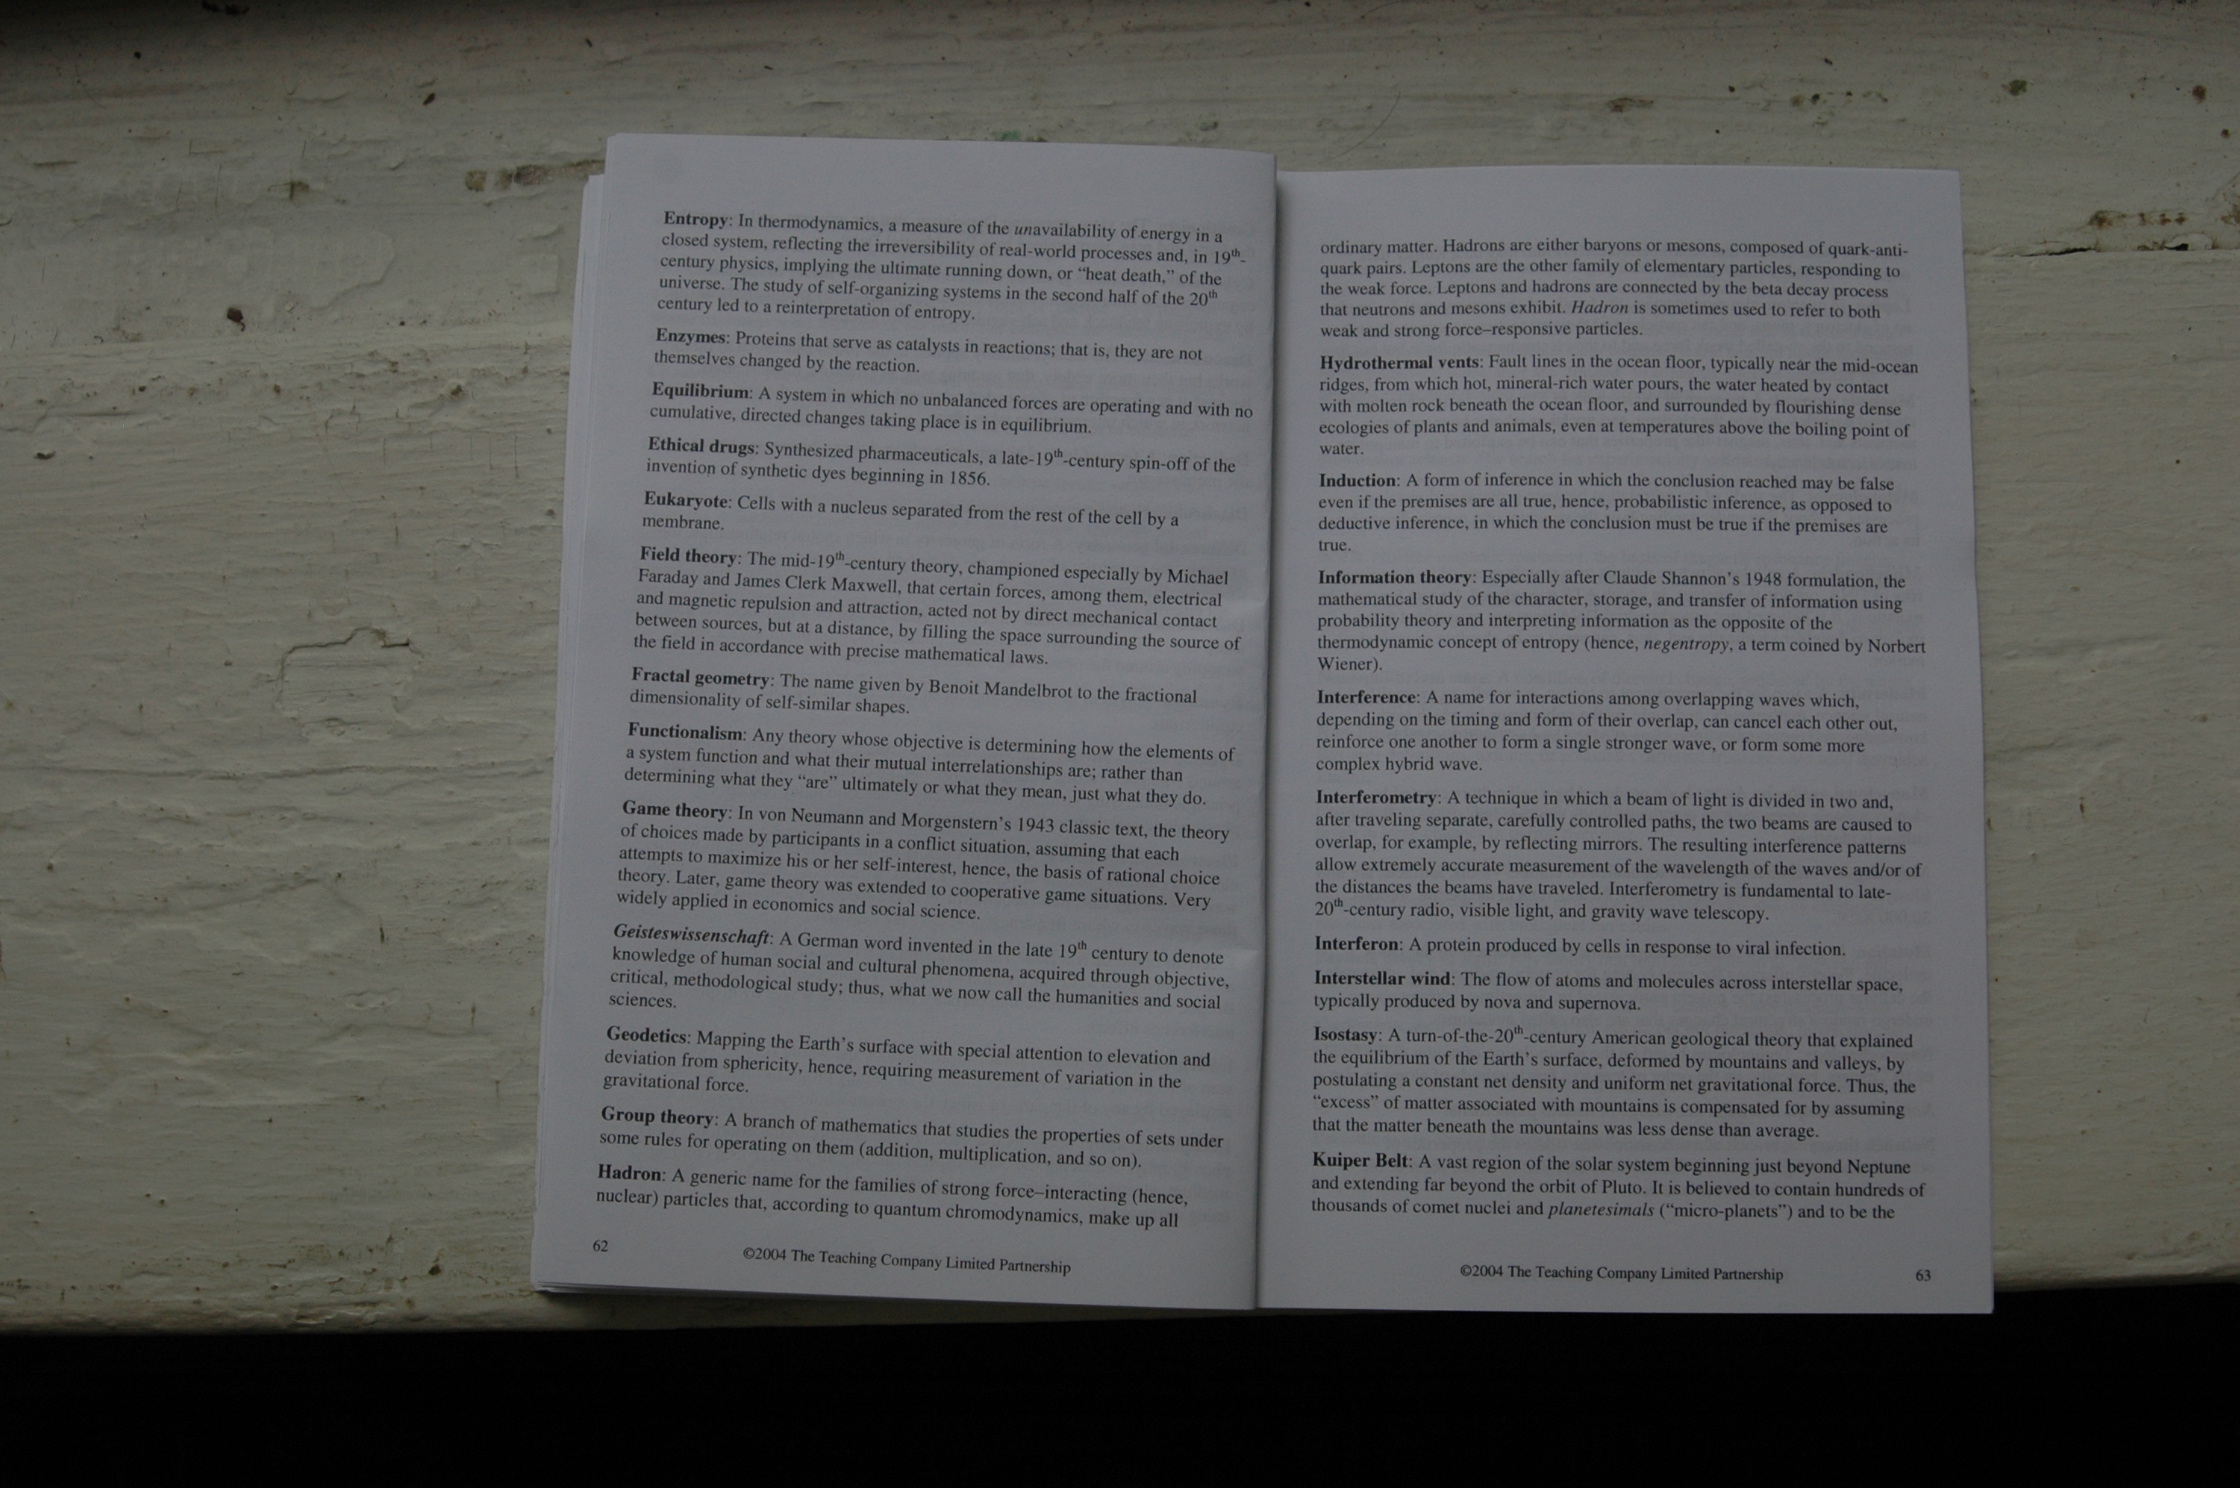 Entropy: In thermodynamics, a measure of the unavailability of energy in a
closed system, reflecting the irreversibility of real-world processes and, in 19th-
century physics, implying the ultimate running down, or “heat death,” of the
universe. The study of self-organizing systems in the second half of the 20th
century led to a reinterpretation of entropy.
Enzymes: Proteins that serve as catalysts in reactions; that is, they are not
themselves changed by the reaction.
Equilibrium: A system in which no unbalanced forces are operating and with no
cumulative, directed changes taking place is in equilibrium.
Ethical drugs: Synthesized pharmaceuticals, a late-19th-century spin-off of the
invention of synthetic dyes beginning in 1856.
Eukaryote: Cells with a nucleus separated from the rest of the cell by a
membrane.
Field theory: The mid-19th-century theory, championed especially by Michael
Faraday and James Clerk Maxwell, that certain forces, among them, electrical
and magnetic repulsion and attraction, acted not by direct mechanical contact
between sources, but at a distance, by filling the space surrounding the source of
the field in accordance with precise mathematical laws.
Fractal geometry: The name given by Benoit Mandelbrot to the fractional
dimensionality of self-similar shapes.
Functionalism: Any theory whose objective is determining how the elements of
a system function and what their mutual interrelationships are; rather than
determining what they “are” ultimately or what they mean, just what they do.
Game theory: In von Neumann and Morgenstern’s 1943 classic text, the theory
of choices made by participants in a conflict situation, assuming that each
attempts to maximize his or her self-interest, hence, the basis of rational choice
theory. Later, game theory was extended to cooperative game situations. Very
widely applied in economics and social science.
Geisteswissenschaft: A German word invented in the late 19th century to denote
knowledge of human social and cultural phenomena, acquired through objective,
critical, methodological study; thus, what we now call the humanities and social
sciences.
Geodetics: Mapping the Earth’s surface with special attention to elevation and
deviation from sphericity, hence, requiring measurement of variation in the
gravitational force.
Group theory: A branch of mathematics that studies the properties of sets under
some rules for operating on them (addition, multiplication, and so on).
Hadron: A generic name for the families of strong force–interacting (hence,
nuclear) particles that, according to quantum chromodynamics, make up all
62
©2004 The Teaching Company Limited Partnership
ordinary matter. Hadrons are either baryons or mesons, composed of quark-anti-
quark pairs. Leptons are the other family of elementary particles, responding to
the weak force. Leptons and hadrons are connected by the beta decay process
that neutrons and mesons exhibit. Hadron is sometimes used to refer to both
weak and strong force–responsive particles.
Hydrothermal vents: Fault lines in the ocean floor, typically near the mid-ocean
ridges, from which hot, mineral-rich water pours, the water heated by contact
with molten rock beneath the ocean floor, and surrounded by flourishing dense
ecologies of plants and animals, even at temperatures above the boiling point of
water.
Induction: A form of inference in which the conclusion reached may be false
even if the premises are all true, hence, probabilistic inference, as opposed to
deductive inference, in which the conclusion must be true if the premises are
true.
Information theory: Especially after Claude Shannon’s 1948 formulation, the
mathematical study of the character, storage, and transfer of information using
probability theory and interpreting information as the opposite of the
thermodynamic concept of entropy (hence, negentropy, a term coined by Norbert
Wiener).
Interference: A name for interactions among overlapping waves which,
depending on the timing and form of their overlap, can cancel each other out,
reinforce one another to form a single stronger wave, or form some more
complex hybrid wave.
Interferometry: A technique in which a beam of light is divided in two and,
after traveling separate, carefully controlled paths, the two beams are caused to
overlap, for example, by reflecting mirrors. The resulting interference patterns
allow extremely accurate measurement of the wavelength of the waves and/or of
the distances the beams have traveled. Interferometry is fundamental to late-
20th-century radio, visible light, and gravity wave telescopy.
Interferon: A protein produced by cells in response to viral infection.
Interstellar wind: The flow of atoms and molecules across interstellar space,
typically produced by nova and supernova.
Isostasy: A turn-of-the-20th-century American geological theory that explained
the equilibrium of the Earth’s surface, deformed by mountains and valleys, by
postulating a constant net density and uniform net gravitational force. Thus, the
“excess” of matter associated with mountains is compensated for by assuming
that the matter beneath the mountains was less dense than average.
Kuiper Belt: A vast region of the solar system beginning just beyond Neptune
and extending far beyond the orbit of Pluto. It is believed to contain hundreds of
thousands of comet nuclei and planetesimals (“micro-planets”) and to be the
©2004 The Teaching Company Limited Partnership
63